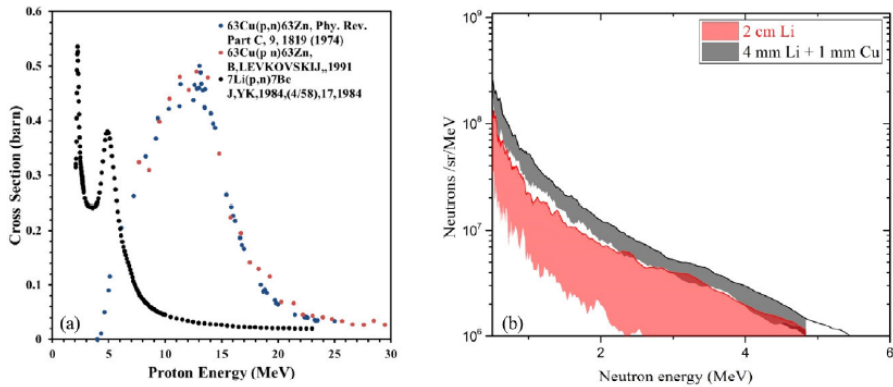 0.6
0.5
0.4
0.3
0.2
0.1
0
Cross Section (barn)
63Cu(p,n)63Zn, Phy. Rev.
Part C, 9, 1819 (1974)
63Cu(p n)63Zn,
B,LEVKOVSKIJ,,1991
7Li(p,n)7Be
J,YK,1984,(4/58),17,1984
(a)
0 5 10 15 20 25 30
Proton Energy (MeV)
10⁹
10⁸
10⁷
10⁶
Neutrons /sr/MeV
2 cm Li
4 mm Li + 1 mm Cu
(b)
2 4 6
Neutron energy (MeV)